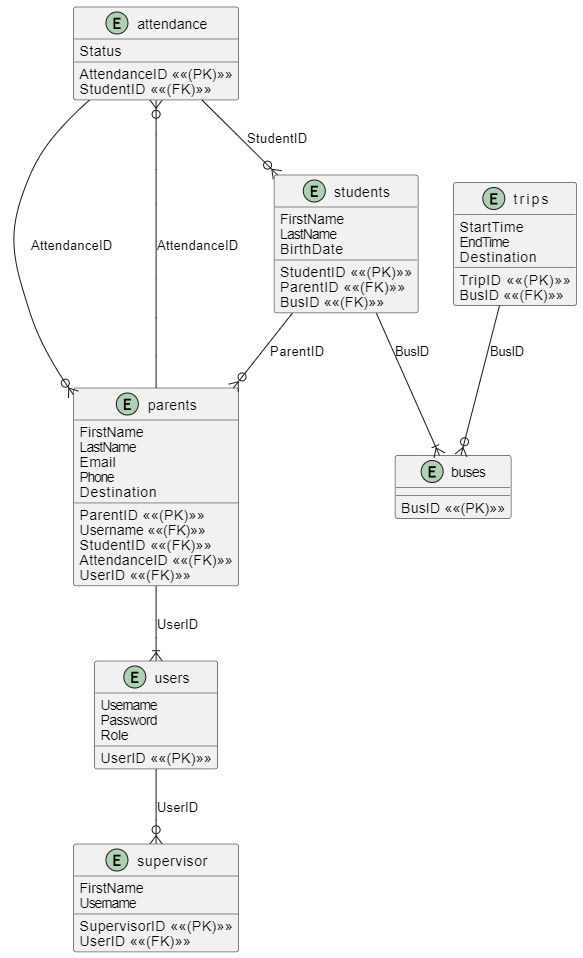 E attendance
Status
AttendanceID ««(PK)»»
StudentID ««(FK)»»
StudentID
E students
FirstName
LastName
BirthDate
StudentID ««(PK)»»
ParentID ««(FK)»»
BusID ««(FK)»»
E trips
StartTime
EndTime
Destination
TripID ««(PK)»»
BusID ««(FK)»»
AttendanceID
AttendanceID
ParentID
BusID
BusID
E parents
FirstName
LastName
Email
Phone
Destination
ParentID ««(PK)»»
Username ««(FK)»»
StudentID ««(FK)»»
AttendanceID ««(FK)»»
UserID ««(FK)»»
E buses
BusID ««(PK)»»
UserID
E users
Username
Password
Role
UserID ««(PK)»»
UserID
E supervisor
FirstName
Username
SupervisorID ««(PK)»»
UserID ««(FK)»»